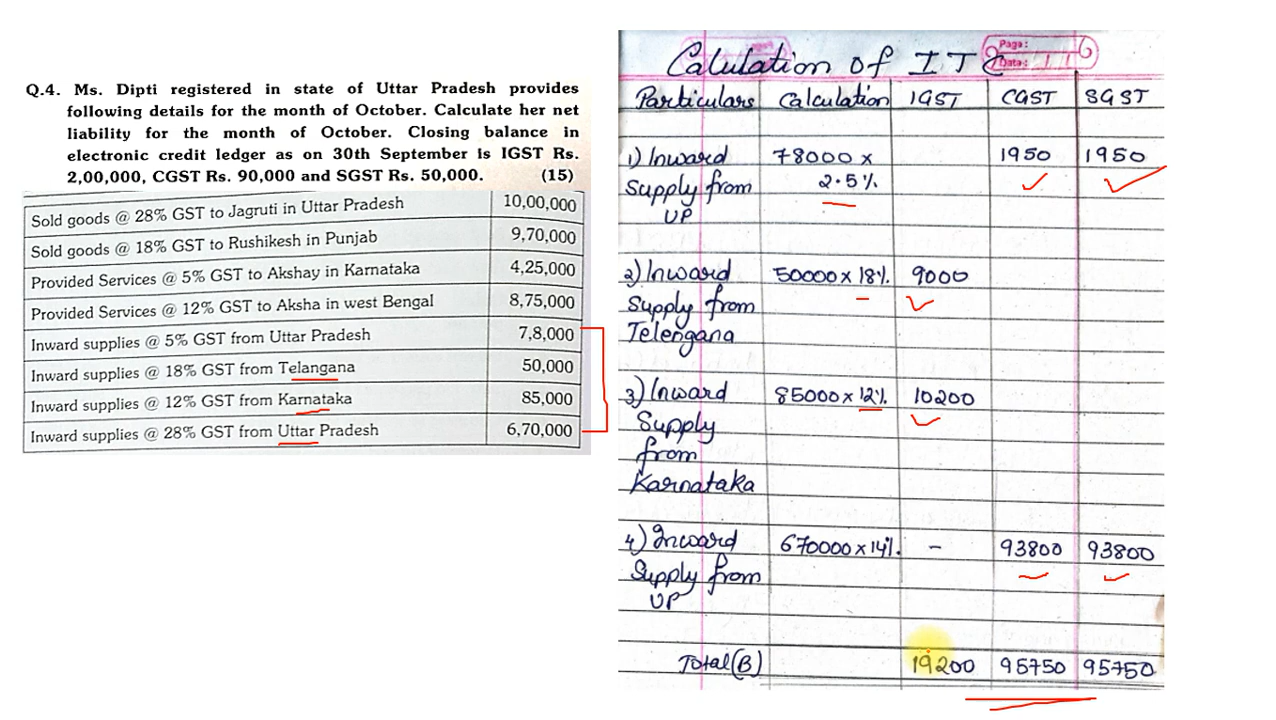 Q.4. Ms. Dipti registered in state of Uttar Pradesh provides
following details for the month of October. Calculate her net
liability for the month of October. Closing balance in
electronic credit ledger as on 30th September is IGST Rs.
2,00,000, CGST Rs. 90,000 and SGST Rs. 50,000. (15)
Sold goods @ 28% GST to Jagruti in Uttar Pradesh 10,00,000
Sold goods @ 18% GST to Rushikesh in Punjab 9,70,000
Provided Services @ 5% GST to Akshay in Karnataka 4,25,000
Provided Services @ 12% GST to Aksha in west Bengal 8,75,000
Inward supplies @ 5% GST from Uttar Pradesh 7,8,000
Inward supplies @ 18% GST from Telangana 50,000
Inward supplies @ 12% GST from Karnataka 85,000
Inward supplies @ 28% GST from Uttar Pradesh 6,70,000
Page:
Date:
Calulation of ITC
Particulars Calculation IGST CGST SGST
1) Inward 78000 x 1950 1950
Supply from 2.5%
UP
2) Inward 50000 x 18% 9000
Supply from
Telengana
3) Inward 85000 x 12% 10200
Supply
from
Karnataka
4) Inward 670000 x 14%. - 93800 93800
Supply from
UP
Total (B) 19200 95750 95750